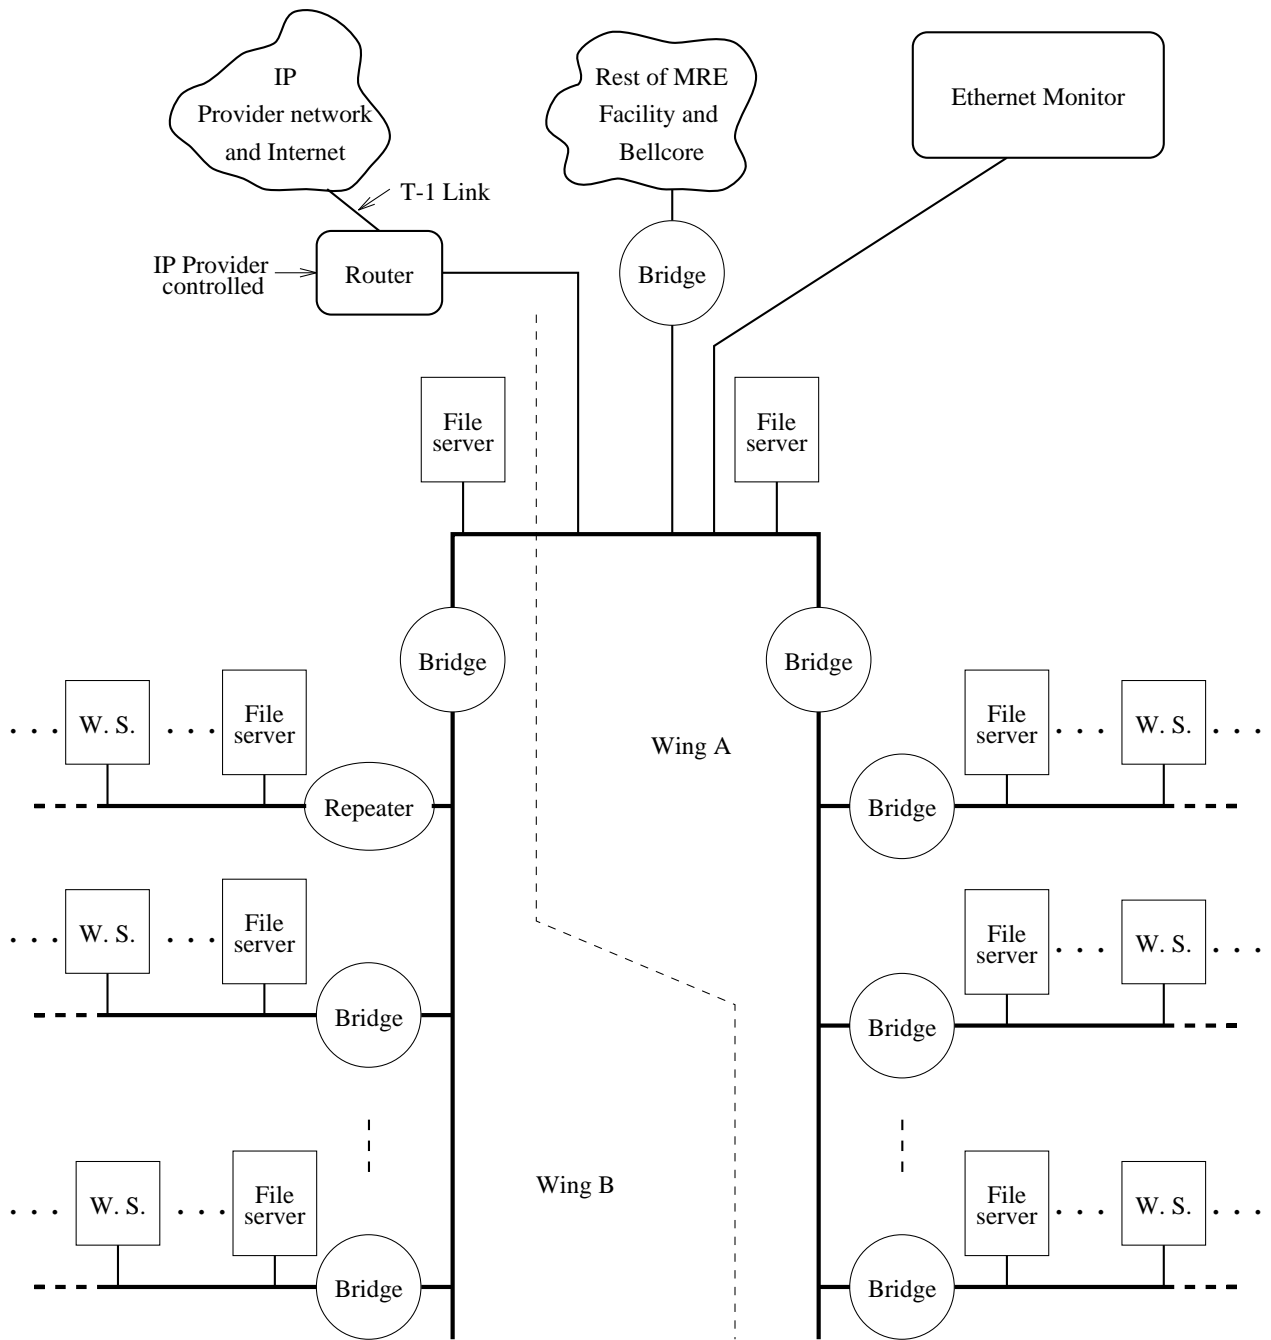 IP
Provider network
and Internet
Rest of MRE
Facility and
Bellcore
Ethernet Monitor
T-1 Link
IP Provider
controlled
Router
Bridge
File
server
File
server
Bridge
Bridge
. . . W. S. . . . File
server
File
server . . . W. S. . . .
Wing A
Repeater
Bridge
. . . W. S. . . . File
server
File
server . . . W. S. . . .
Bridge
Bridge
. . . W. S. . . . File
server
Wing B
File
server . . . W. S. . . .
Bridge
Bridge